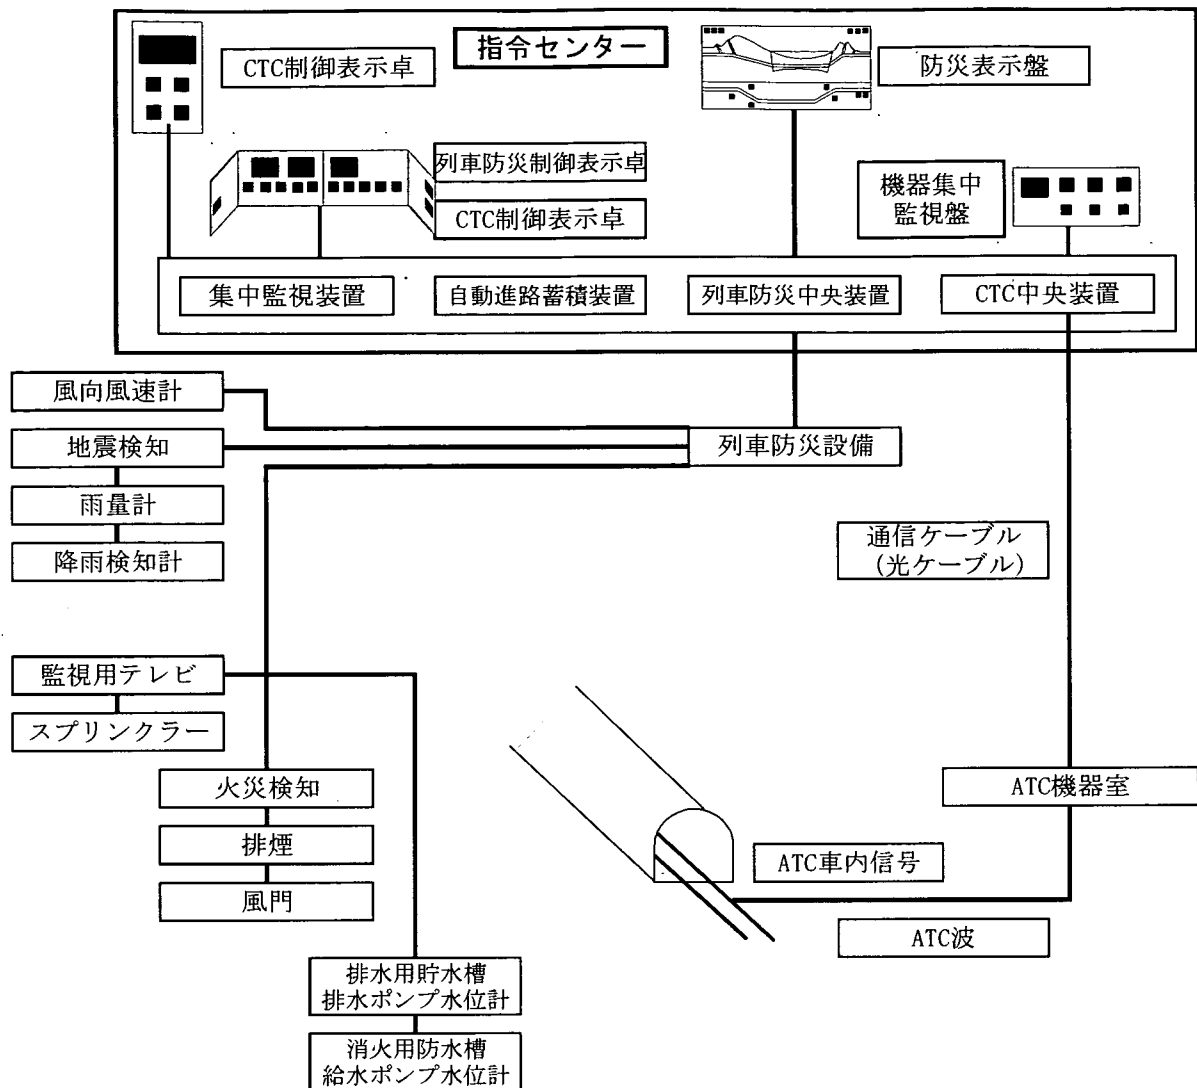 指令センター
CTC制御表示卓
防災表示盤
列車防災制御表示卓
CTC制御表示卓
機器集中
監視盤
集中監視装置
自動進路蓄積装置
列車防災中央装置
CTC中央装置
風向風速計
地震検知
雨量計
降雨検知計
列車防災設備
通信ケーブル
(光ケーブル)
監視用テレビ
スプリンクラー
火災検知
排煙
風門
ATC機器室
ATC車内信号
ATC波
排水用貯水槽
排水ポンプ水位計
消火用防水槽
給水ポンプ水位計